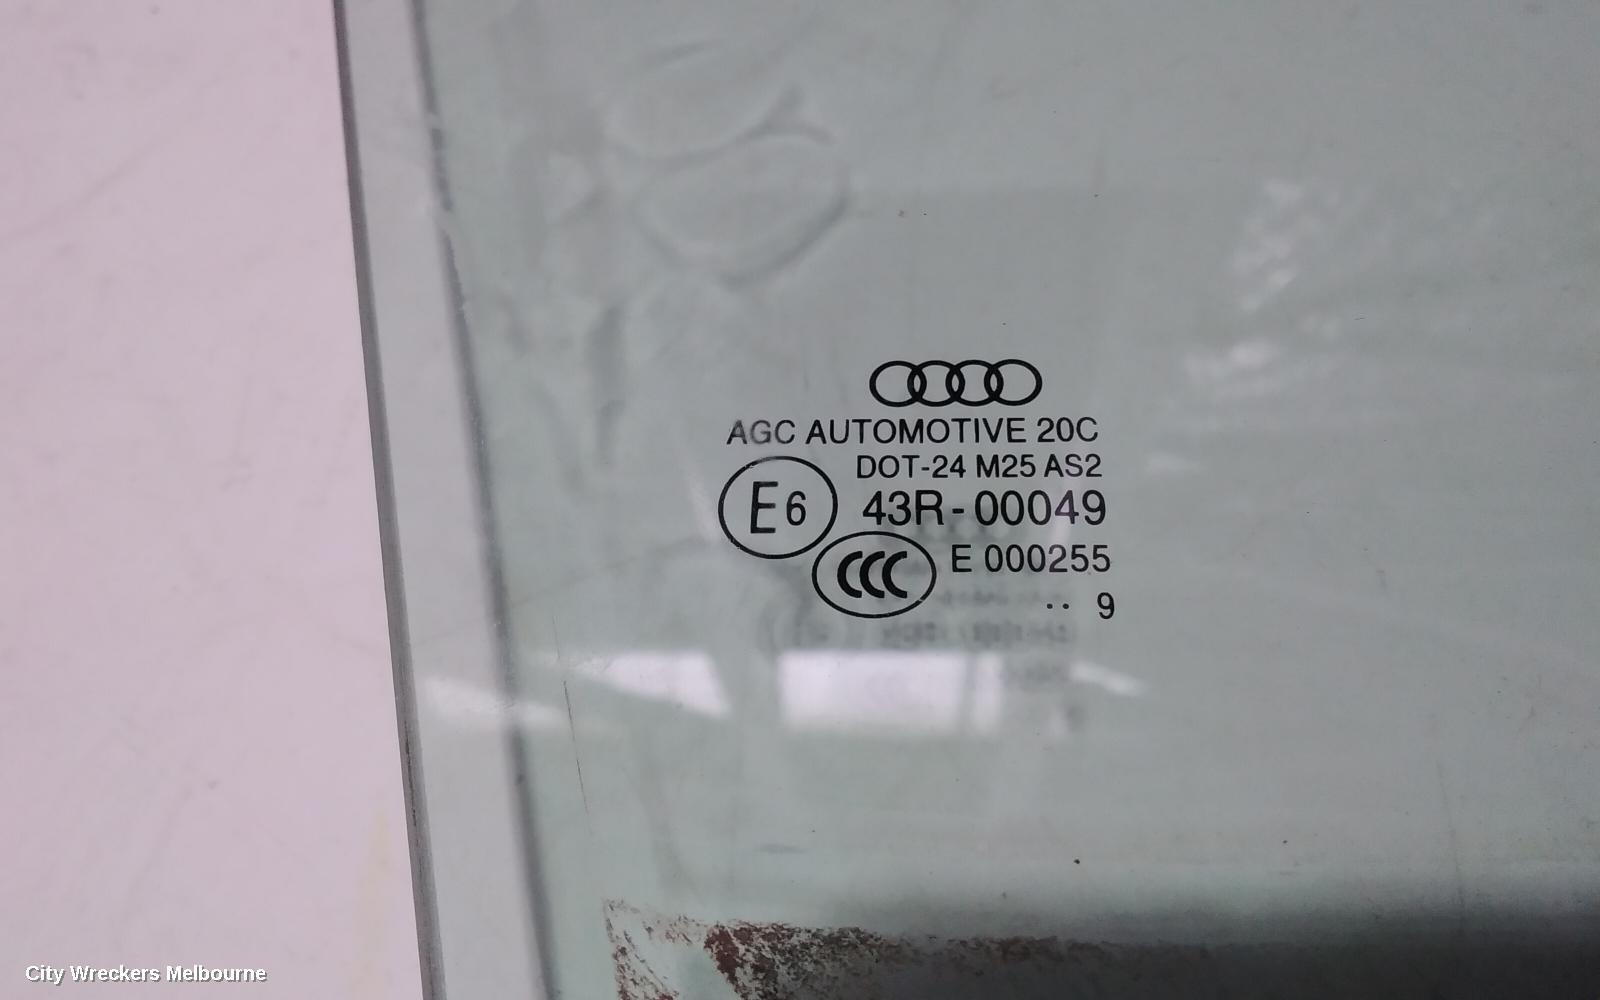 AGC AUTOMOTIVE 20C
DOT-24 M25 AS2
E6 43R-00049
CCC E 000255
.. 9
City Wreckers Melbourne